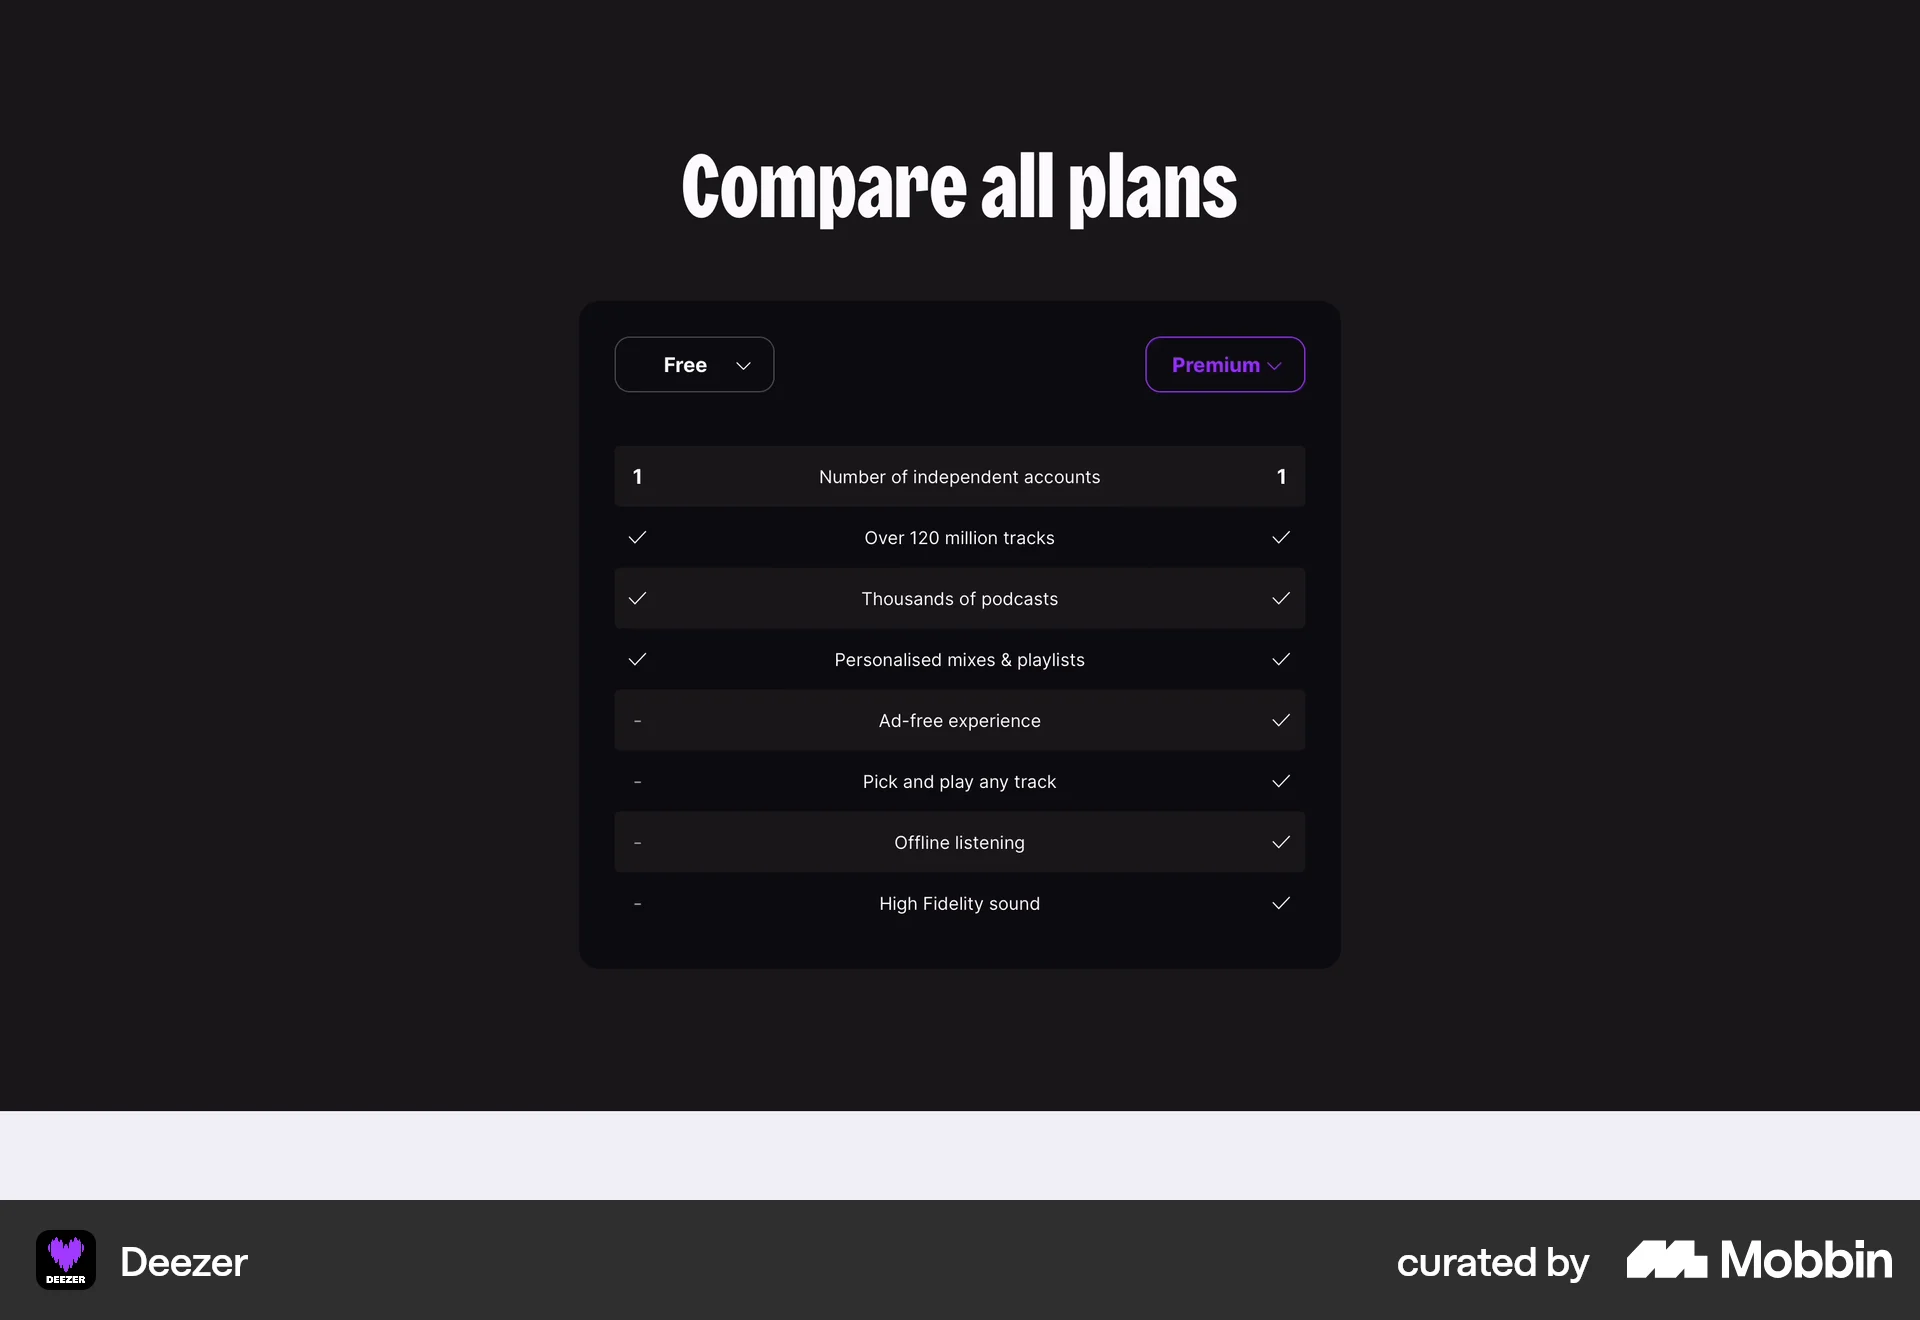 Compare all plans
Free Premium
1 Number of independent accounts 1
Over 120 million tracks
Thousands of podcasts
Personalised mixes & playlists
- Ad-free experience
- Pick and play any track
- Offline listening
- High Fidelity sound
DEEZER
Deezer
curated by Mobbin